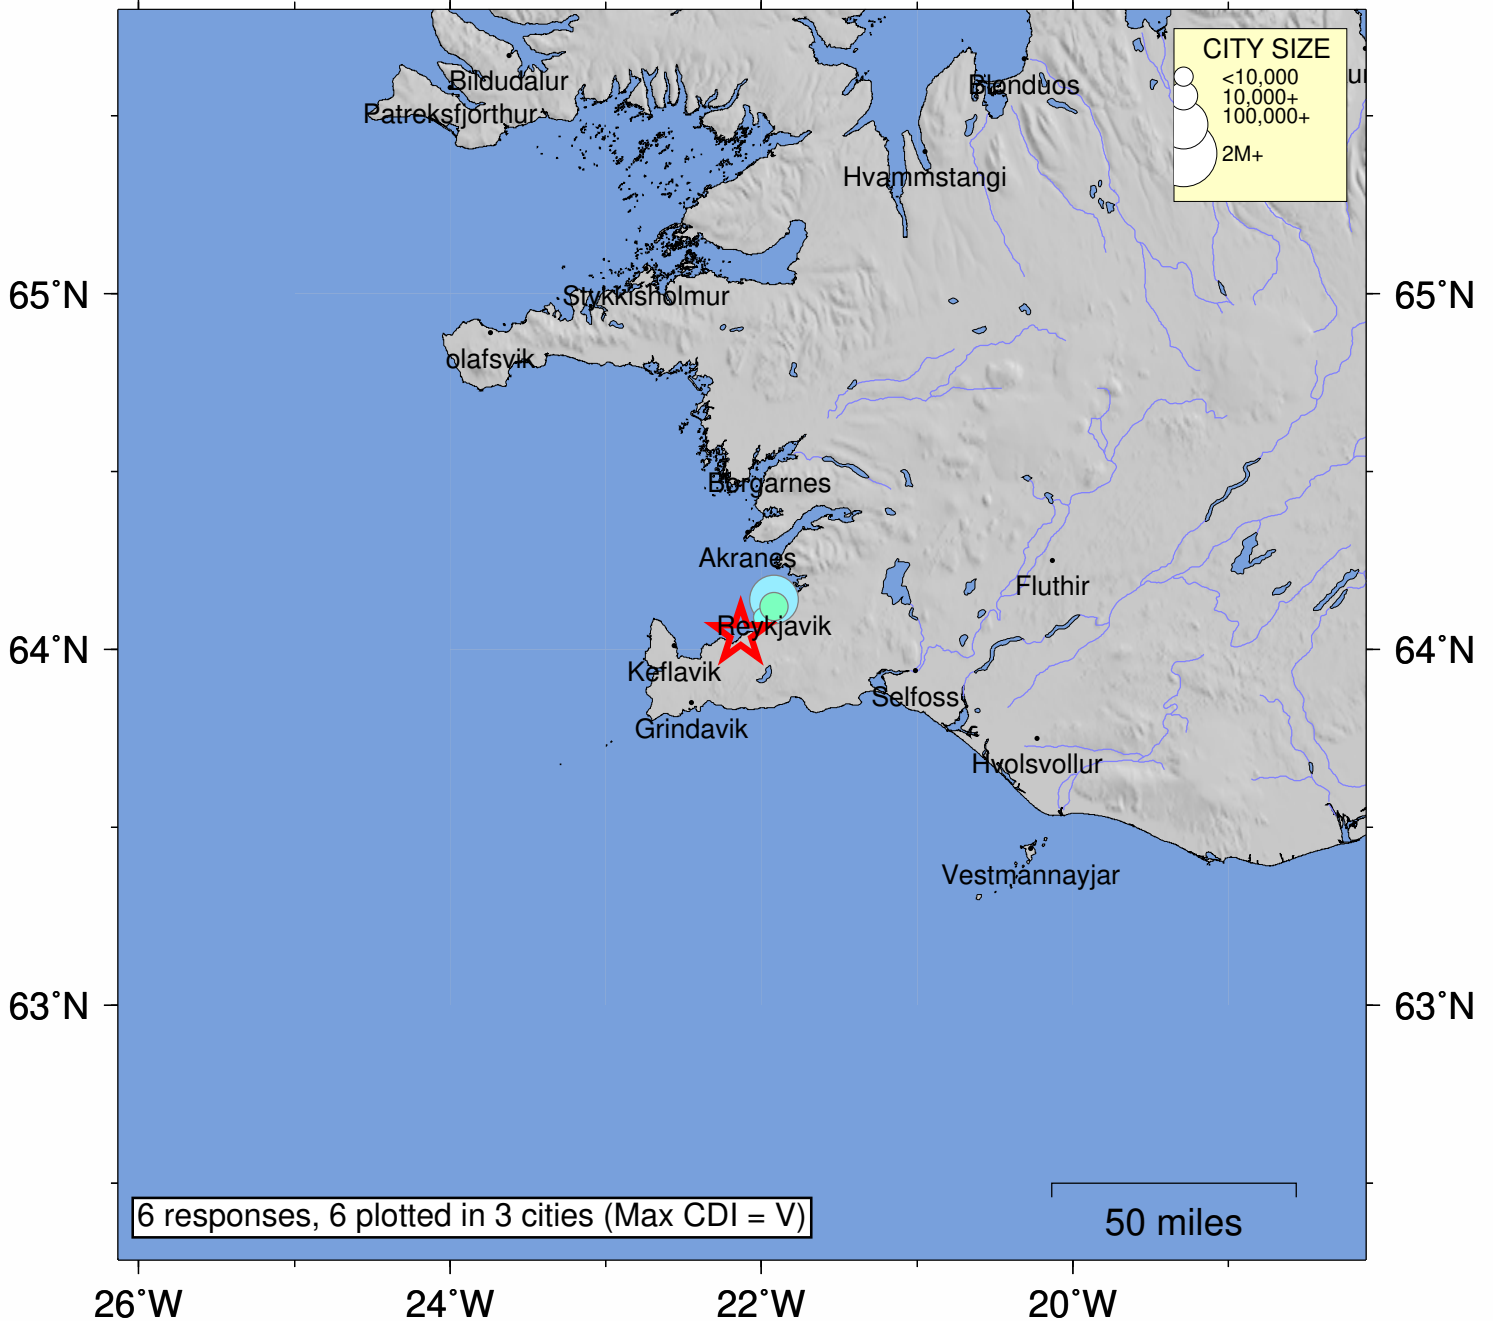 CITY SIZE
<10,000
10,000+
100,000+
2M+
Bildudalur
Patreksfjorthur
Blonduos
Hvammstangi
65°N
65°N
Stykkisholmur
olafsvik
Borgarnes
Akranes
Fluthir
Reykjavik
64°N
64°N
Keflavik
Selfoss
Grindavik
Hvolsvollur
Vestmannayjar
63°N
63°N
6 responses, 6 plotted in 3 cities (Max CDI = V)
50 miles
26°W
24°W
22°W
20°W